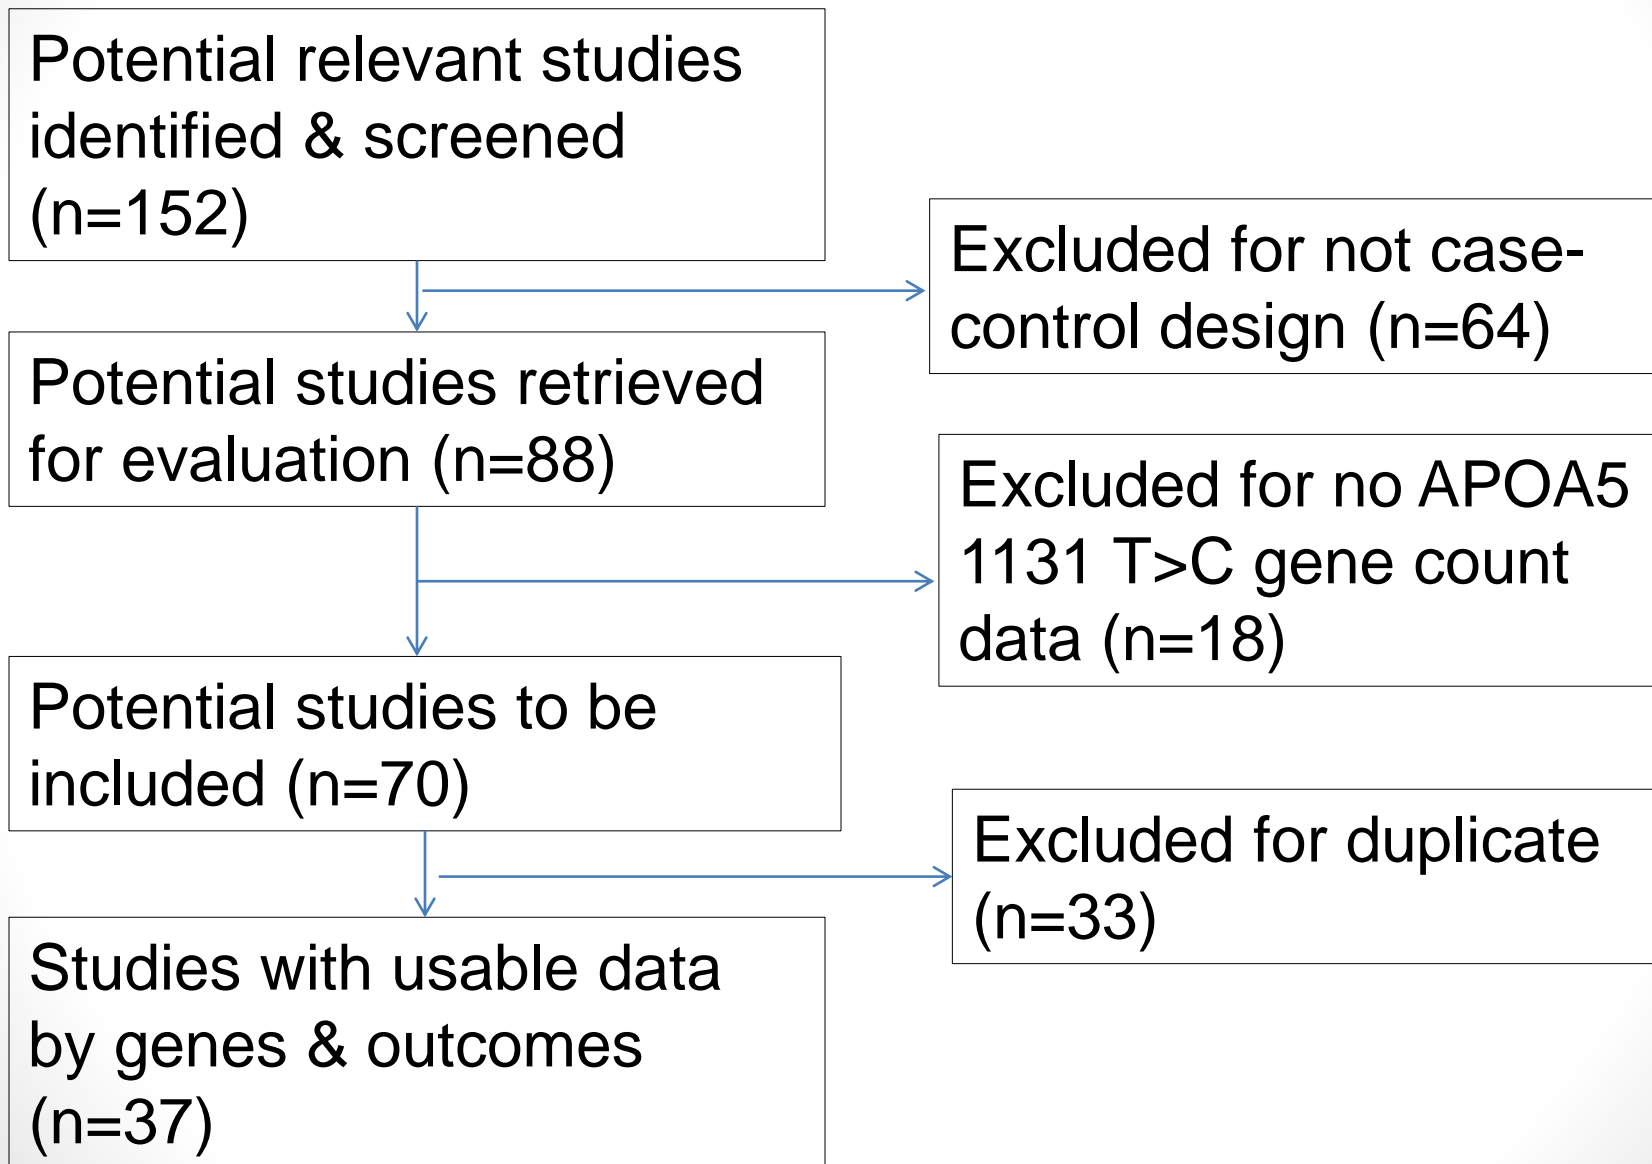 Potential relevant studies
identified & screened
(n=152)
Excluded for not case-
control design (n=64)
Potential studies retrieved
for evaluation (n=88)
Excluded for no APOA5
1131 T>C gene count
data (n=18)
Potential studies to be
included (n=70)
Excluded for duplicate
(n=33)
Studies with usable data
by genes & outcomes
(n=37)